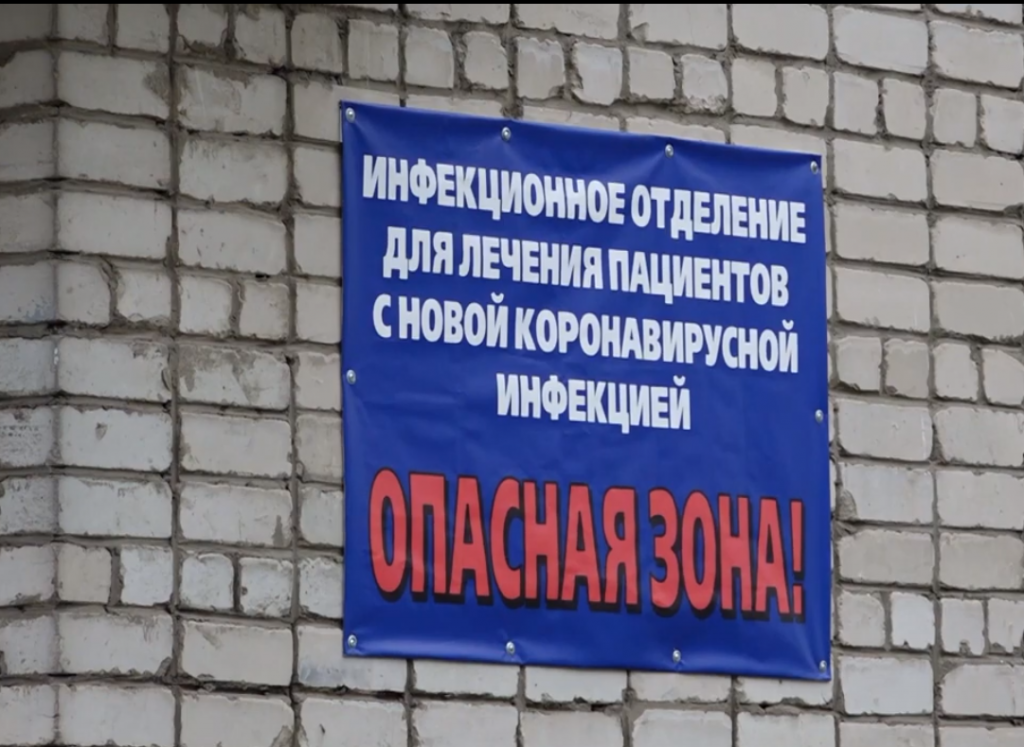 ИНФЕКЦИОННОЕ ОТДЕЛЕНИЕ
ДЛЯ ЛЕЧЕНИЯ ПАЦИЕНТОВ
С НОВОЙ КОРОНАВИРУСНОЙ
ИНФЕКЦИЕЙ
ОПАСНАЯ ЗОНА!